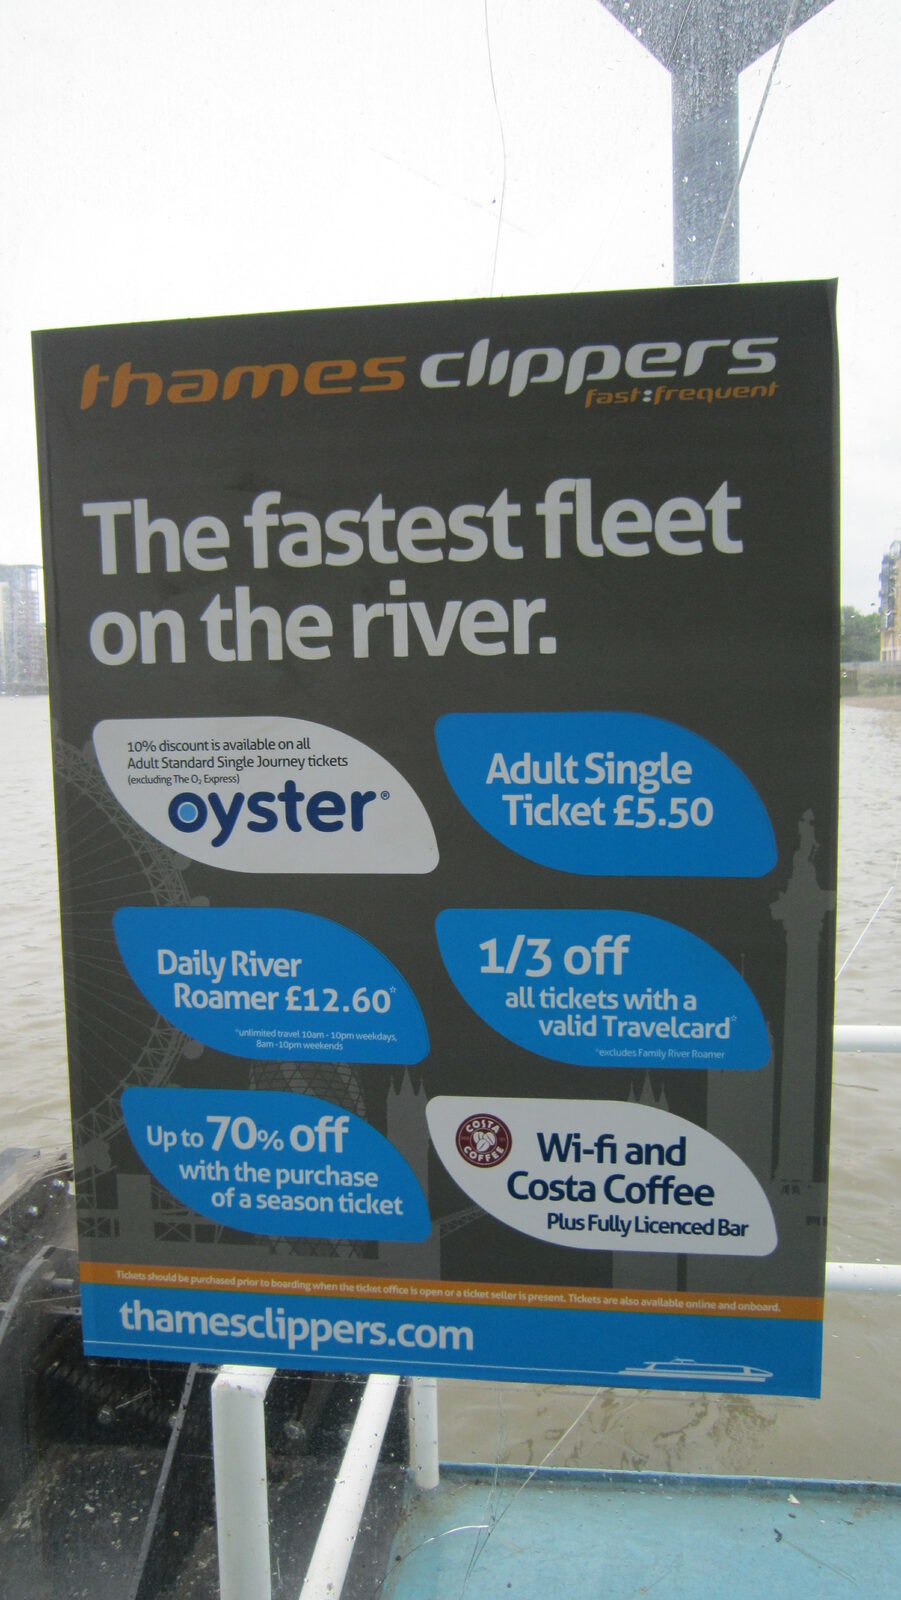 thames clippers
fast:frequent
The fastest fleet
on the river.
10% discount is available on all
Adult Standard Single Journey tickets
(excluding The O₂ Express)
oyster®
Adult Single
Ticket £5.50
Daily River
Roamer £12.60*
*unlimited travel 10am - 10pm weekdays,
8am -10pm weekends
1/3 off
all tickets with a
valid Travelcard*
*excludes Family River Roamer
Up to 70% off
with the purchase
of a season ticket
COSTA
COFFEE
Wi-fi and
Costa Coffee
Plus Fully Licenced Bar
Tickets should be purchased prior to boarding when the ticket office is open or a ticket seller is present. Tickets are also available online and onboard.
thamesclippers.com